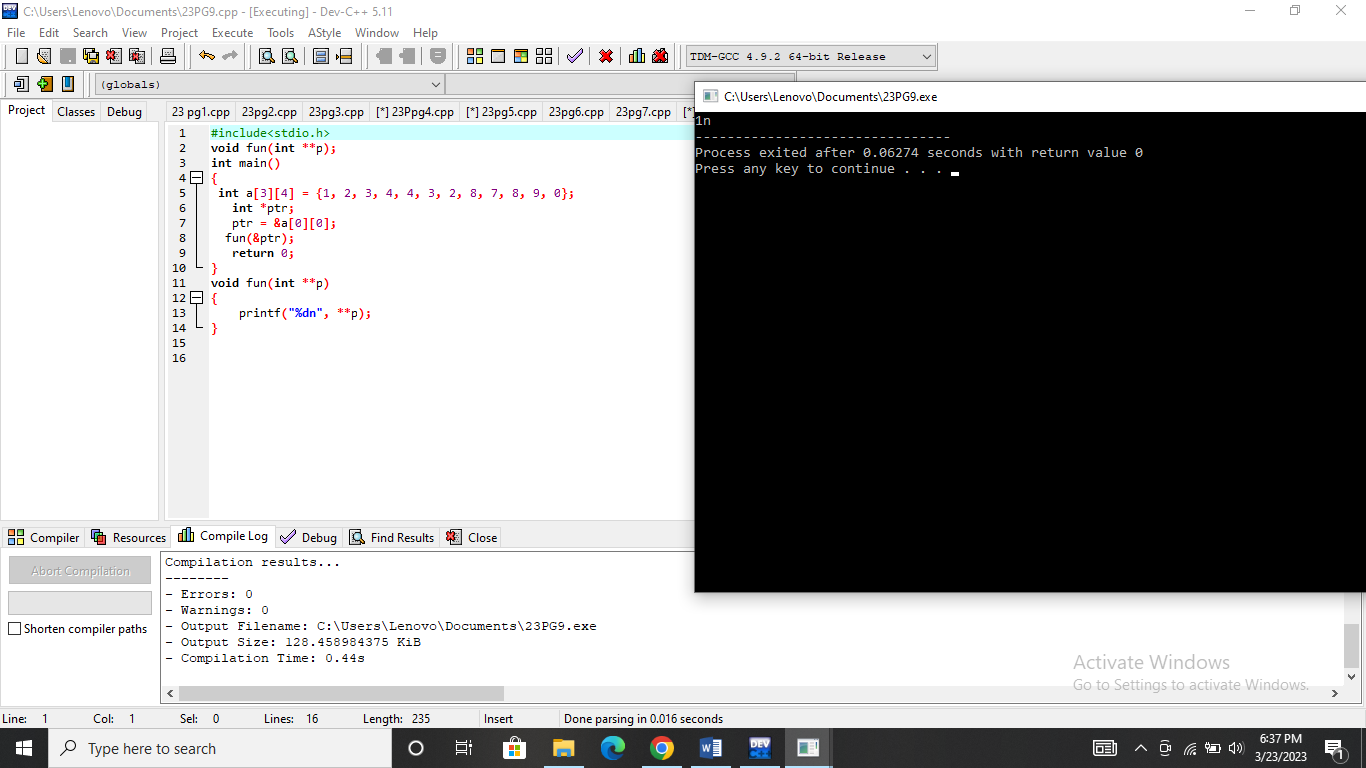 C:\Users\Lenovo\Documents\23PG9.cpp - [Executing] - Dev-C++ 5.11
File Edit Search View Project Execute Tools AStyle Window Help
TDM-GCC 4.9.2 64-bit Release
(globals)
Project Classes Debug
23 pg1.cpp 23pg2.cpp 23pg3.cpp [*] 23Ppg4.cpp [*] 23pg5.cpp 23pg6.cpp 23pg7.cpp [*]
1 #include<stdio.h>
2 void fun(int **p);
3 int main()
4 {
5 int a[3][4] = {1, 2, 3, 4, 4, 3, 2, 8, 7, 8, 9, 0};
6 int *ptr;
7 ptr = &a[0][0];
8 fun(&ptr);
9 return 0;
10 }
11 void fun(int **p)
12 {
13 printf("%dn", **p);
14 }
15
16
C:\Users\Lenovo\Documents\23PG9.exe
1n
--------------------------------
Process exited after 0.06274 seconds with return value 0
Press any key to continue . . .
Compiler Resources Compile Log Debug Find Results Close
Abort Compilation
Shorten compiler paths
Compilation results...
--------
- Errors: 0
- Warnings: 0
- Output Filename: C:\Users\Lenovo\Documents\23PG9.exe
- Output Size: 128.458984375 KiB
- Compilation Time: 0.44s
Activate Windows
Go to Settings to activate Windows.
Line: 1 Col: 1 Sel: 0 Lines: 16 Length: 235 Insert Done parsing in 0.016 seconds
Type here to search
DEV
6:37 PM
3/23/2023
1